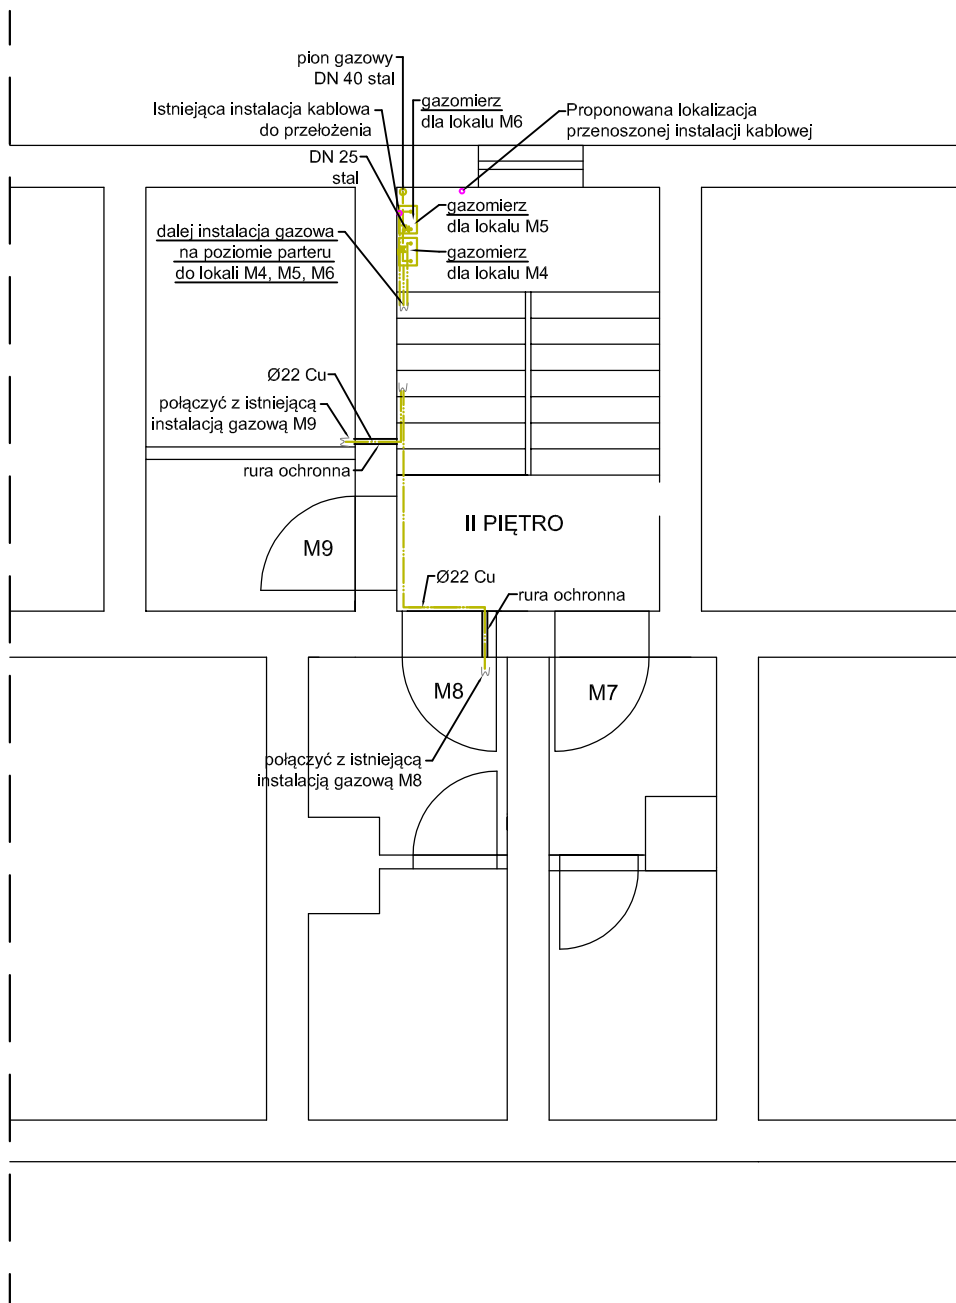 pion gazowy
DN 40 stal
Istniejąca instalacja kablowa
do przełożenia
gazomierz
dla lokalu M6
Proponowana lokalizacja
przenoszonej instalacji kablowej
DN 25
stal
gazomierz
dla lokalu M5
dalej instalacja gazowa
na poziomie parteru
do lokali M4, M5, M6
gazomierz
dla lokalu M4
Ø22 Cu
połączyć z istniejącą
instalacją gazową M9
rura ochronna
II PIĘTRO
M9
Ø22 Cu
rura ochronna
M8
M7
połączyć z istniejącą
instalacją gazową M8